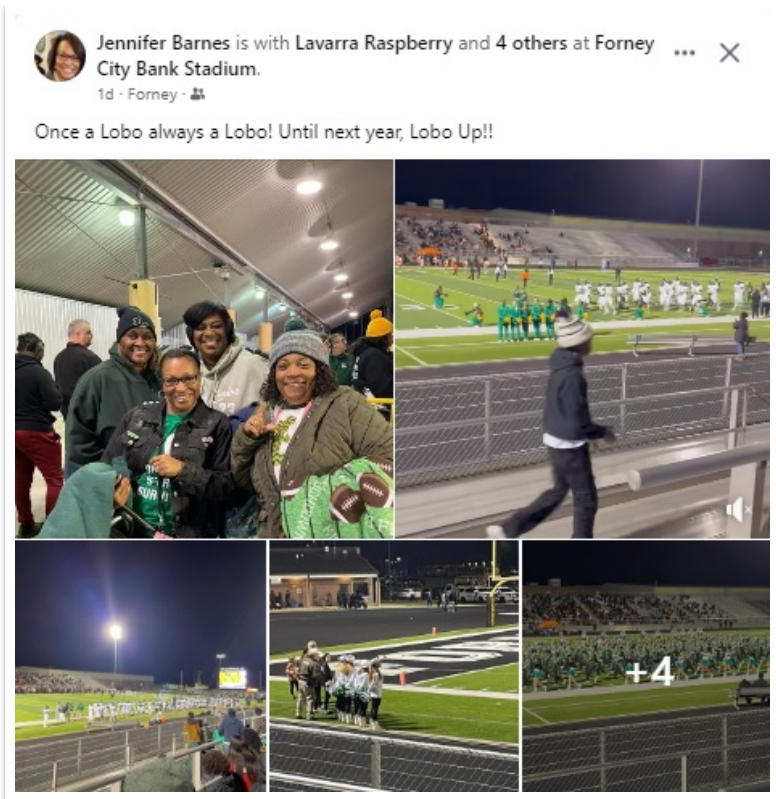 Jennifer Barnes is with Lavarra Raspberry and 4 others at Forney
City Bank Stadium.
1d · Forney ·
Once a Lobo always a Lobo! Until next year, Lobo Up!!
+4